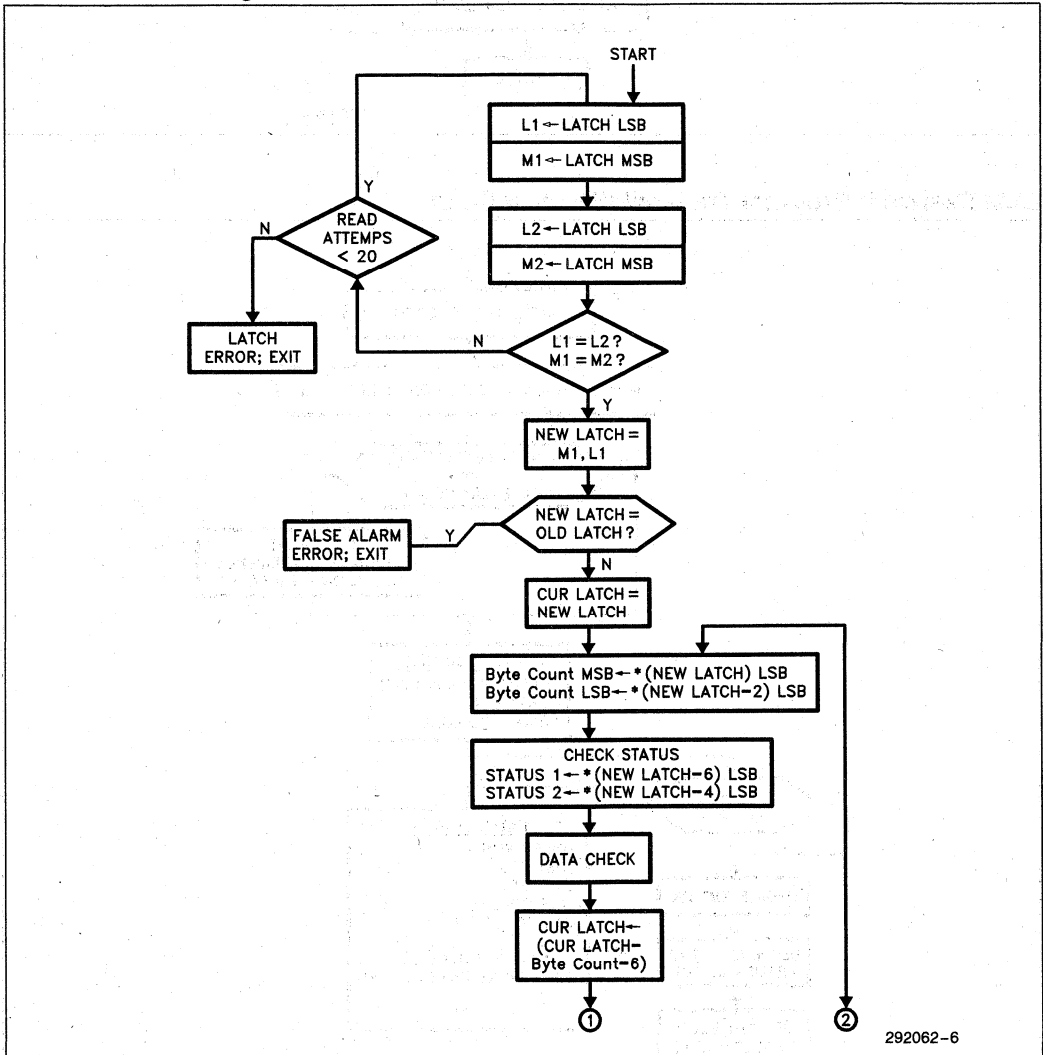 START
L1←LATCH LSB
M1←LATCH MSB
Y
READ
ATTEMPS
< 20
N
L2←LATCH LSB
M2←LATCH MSB
LATCH
ERROR; EXIT
N
L1=L2?
M1=M2?
Y
NEW LATCH=
M1,L1
NEW LATCH=
OLD LATCH?
FALSE ALARM
ERROR; EXIT
Y
N
CUR LATCH=
NEW LATCH
Byte Count MSB←*(NEW LATCH) LSB
Byte Count LSB←*(NEW LATCH-2) LSB
CHECK STATUS
STATUS 1←*(NEW LATCH-6) LSB
STATUS 2←*(NEW LATCH-4) LSB
DATA CHECK
CUR LATCH←
(CUR LATCH-
Byte Count-6)
1
2
292062-6